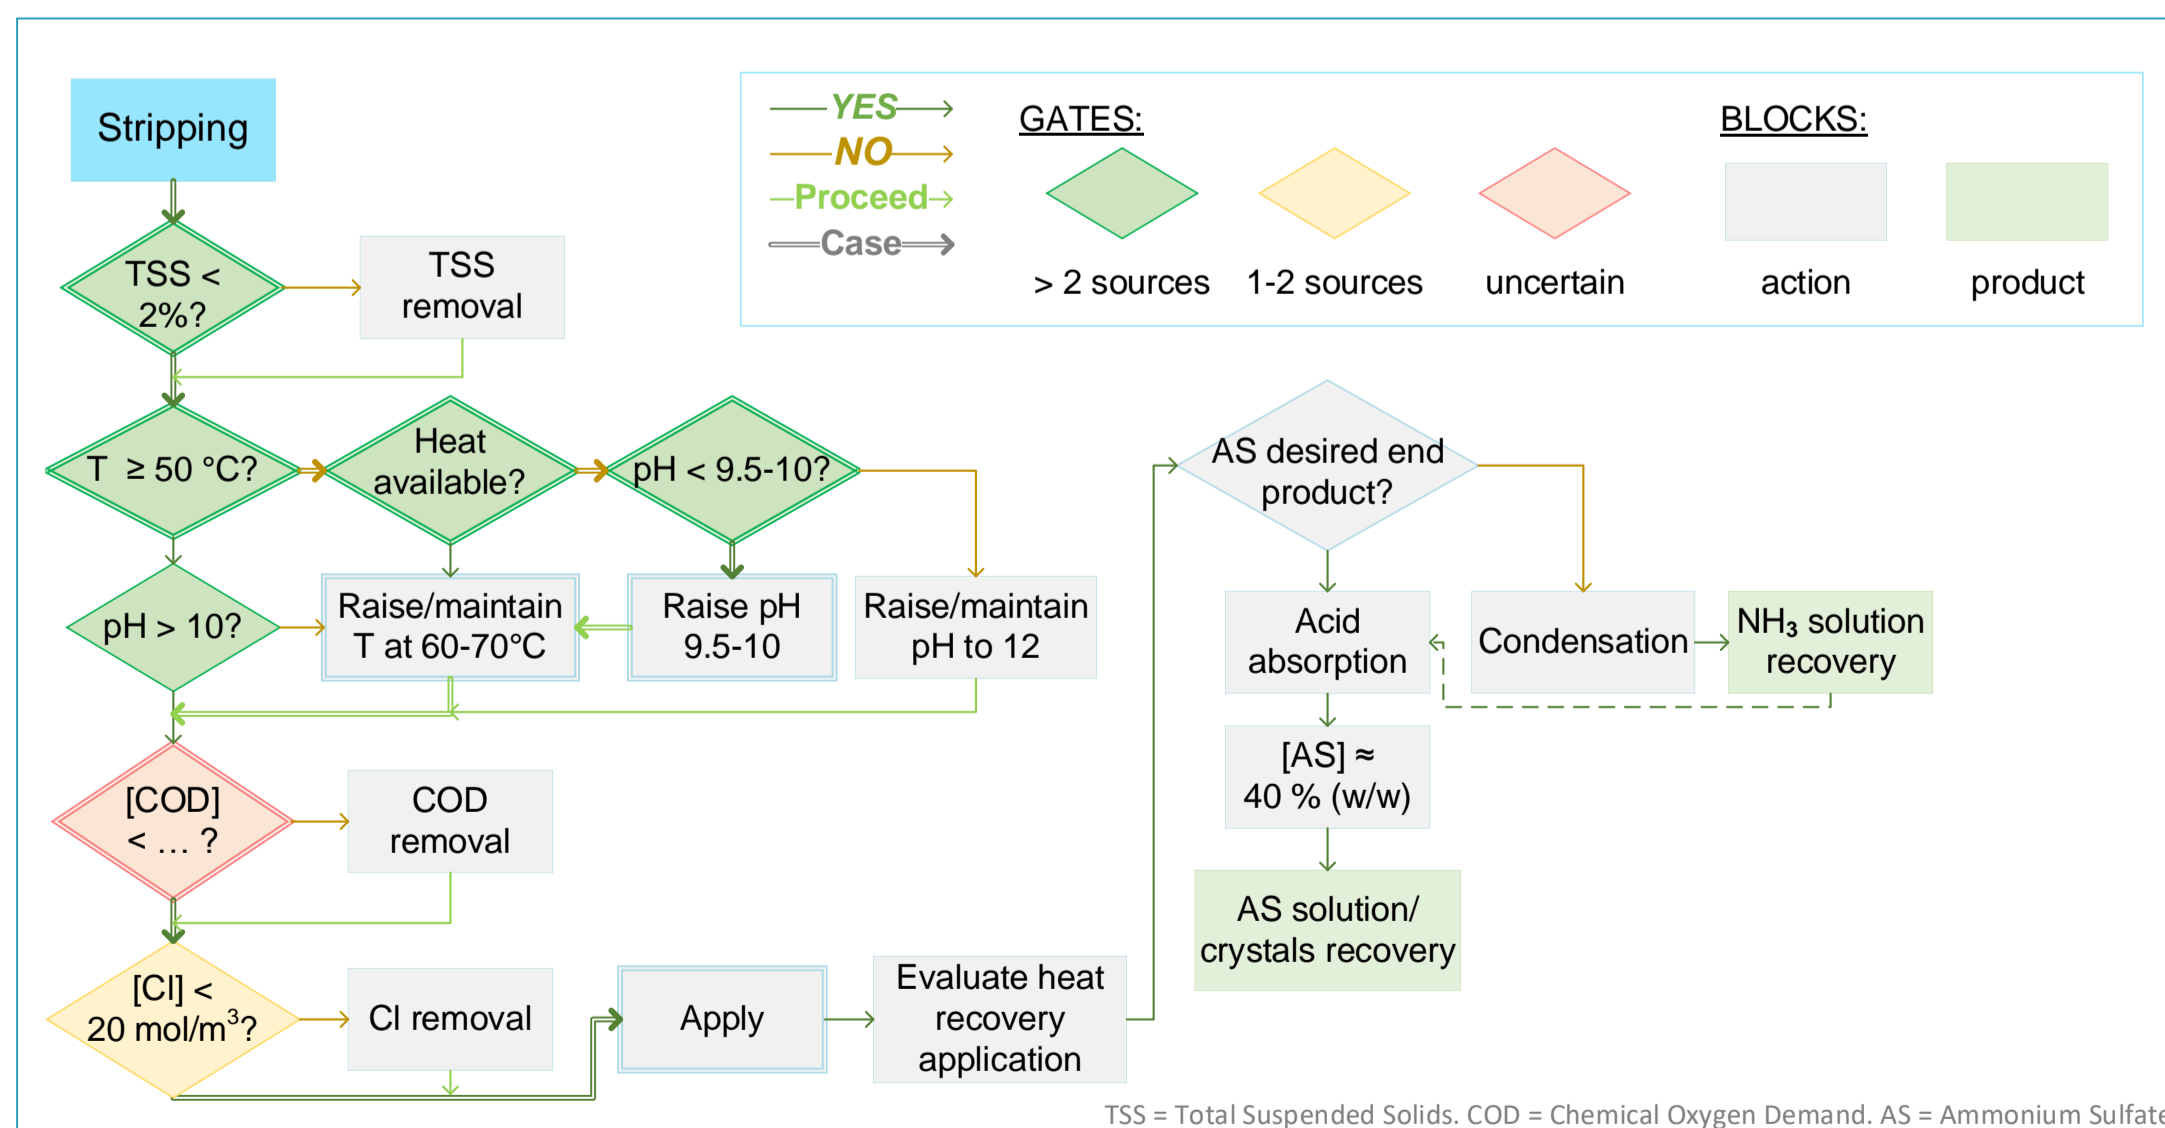 Stripping
YES
NO
Proceed
Case
GATES:
> 2 sources
1-2 sources
uncertain
BLOCKS:
action
product
TSS <
2%?
TSS
removal
T ≥ 50 °C?
Heat
available?
pH < 9.5-10?
pH > 10?
Raise/maintain
T at 60-70°C
Raise pH
9.5-10
Raise/maintain
pH to 12
[COD]
< ... ?
COD
removal
[Cl] <
20 mol/m³?
Cl removal
Apply
Evaluate heat
recovery
application
AS desired end
product?
Acid
absorption
Condensation
NH₃ solution
recovery
[AS] ≈
40 % (w/w)
AS solution/
crystals recovery
TSS = Total Suspended Solids. COD = Chemical Oxygen Demand. AS = Ammonium Sulfate